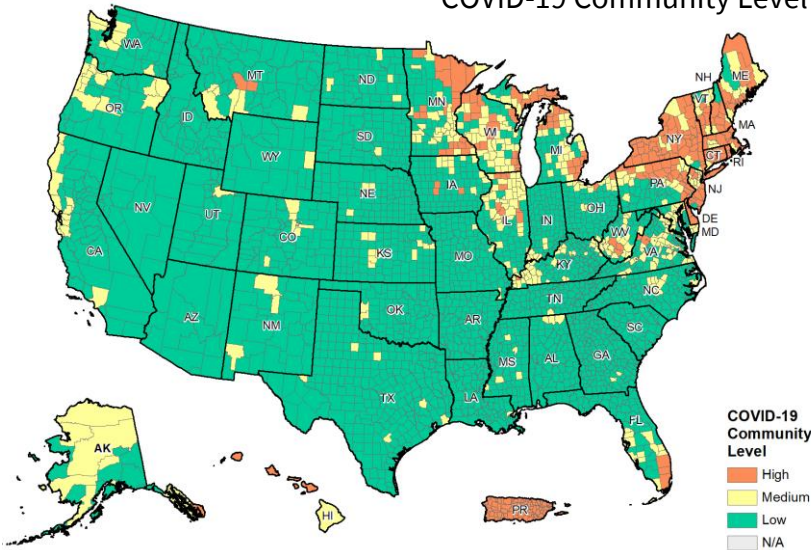 COVID-19 Community Level
WA
MT
ND
MN
OR
ID
SD
WI
MI
NH
VT
ME
NY
MA
CT
RI
WY
IA
PA
NJ
NV
UT
NE
IL
IN
OH
DE
MD
CO
WV
VA
CA
KS
MO
KY
NC
AZ
NM
OK
AR
TN
SC
TX
LA
MS
AL
GA
FL
AK
HI
PR
COVID-19
Community
Level
High
Medium
Low
N/A